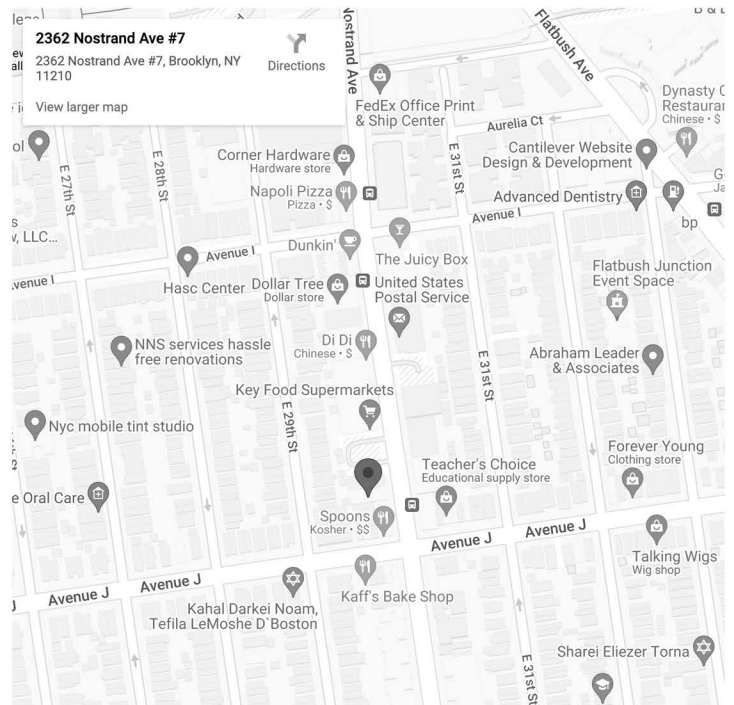 lege
B & B
2362 Nostrand Ave #7
2362 Nostrand Ave #7, Brooklyn, NY
11210
Directions
View larger map
Nostrand Ave
Flatbush Ave
FedEx Office Print
& Ship Center
Aurelia Ct
Dynasty C
Restaurar
Chinese • $
Cantilever Website
Design & Development
Corner Hardware
Hardware store
E 27th St
E 28th St
E 31st St
Napoli Pizza
Pizza • $
Advanced Dentistry
Avenue I
bp
, LLC...
Dunkin'
The Juicy Box
Avenue I
venue I
Hasc Center
Dollar Tree
Dollar store
United States
Postal Service
Flatbush Junction
Event Space
NNS services hassle
free renovations
Di Di
Chinese • $
E 31st St
Abraham Leader
& Associates
Key Food Supermarkets
E 29th St
Nyc mobile tint studio
Forever Young
Clothing store
Teacher's Choice
Educational supply store
e Oral Care
Spoons
Kosher • $$
Avenue J
Avenue J
Talking Wigs
Wig shop
Avenue J
Avenue J
Kahal Darkei Noam,
Tefila LeMoshe D`Boston
Kaff's Bake Shop
Sharei Eliezer Torna
E 31st St